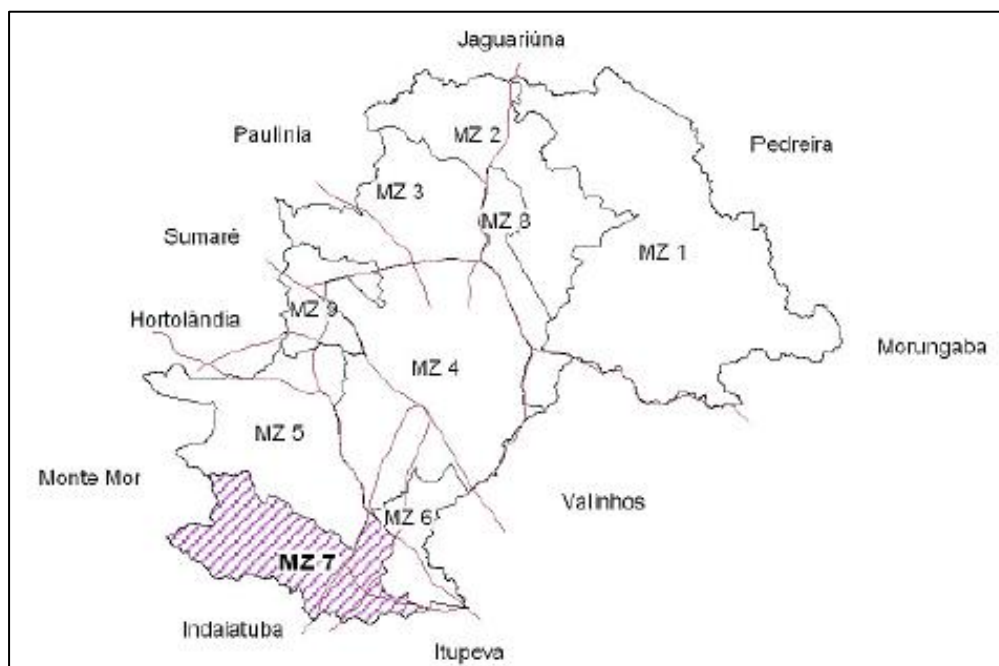 Jaguariúna
MZ 2
Paulinia
Pedreira
MZ 3
MZ 8
Sumaré
MZ 1
MZ 9
Hortolândia
Morungaba
MZ 4
MZ 5
Monte Mor
Valinhos
MZ 6
MZ 7
Indaiatuba
Itupeva